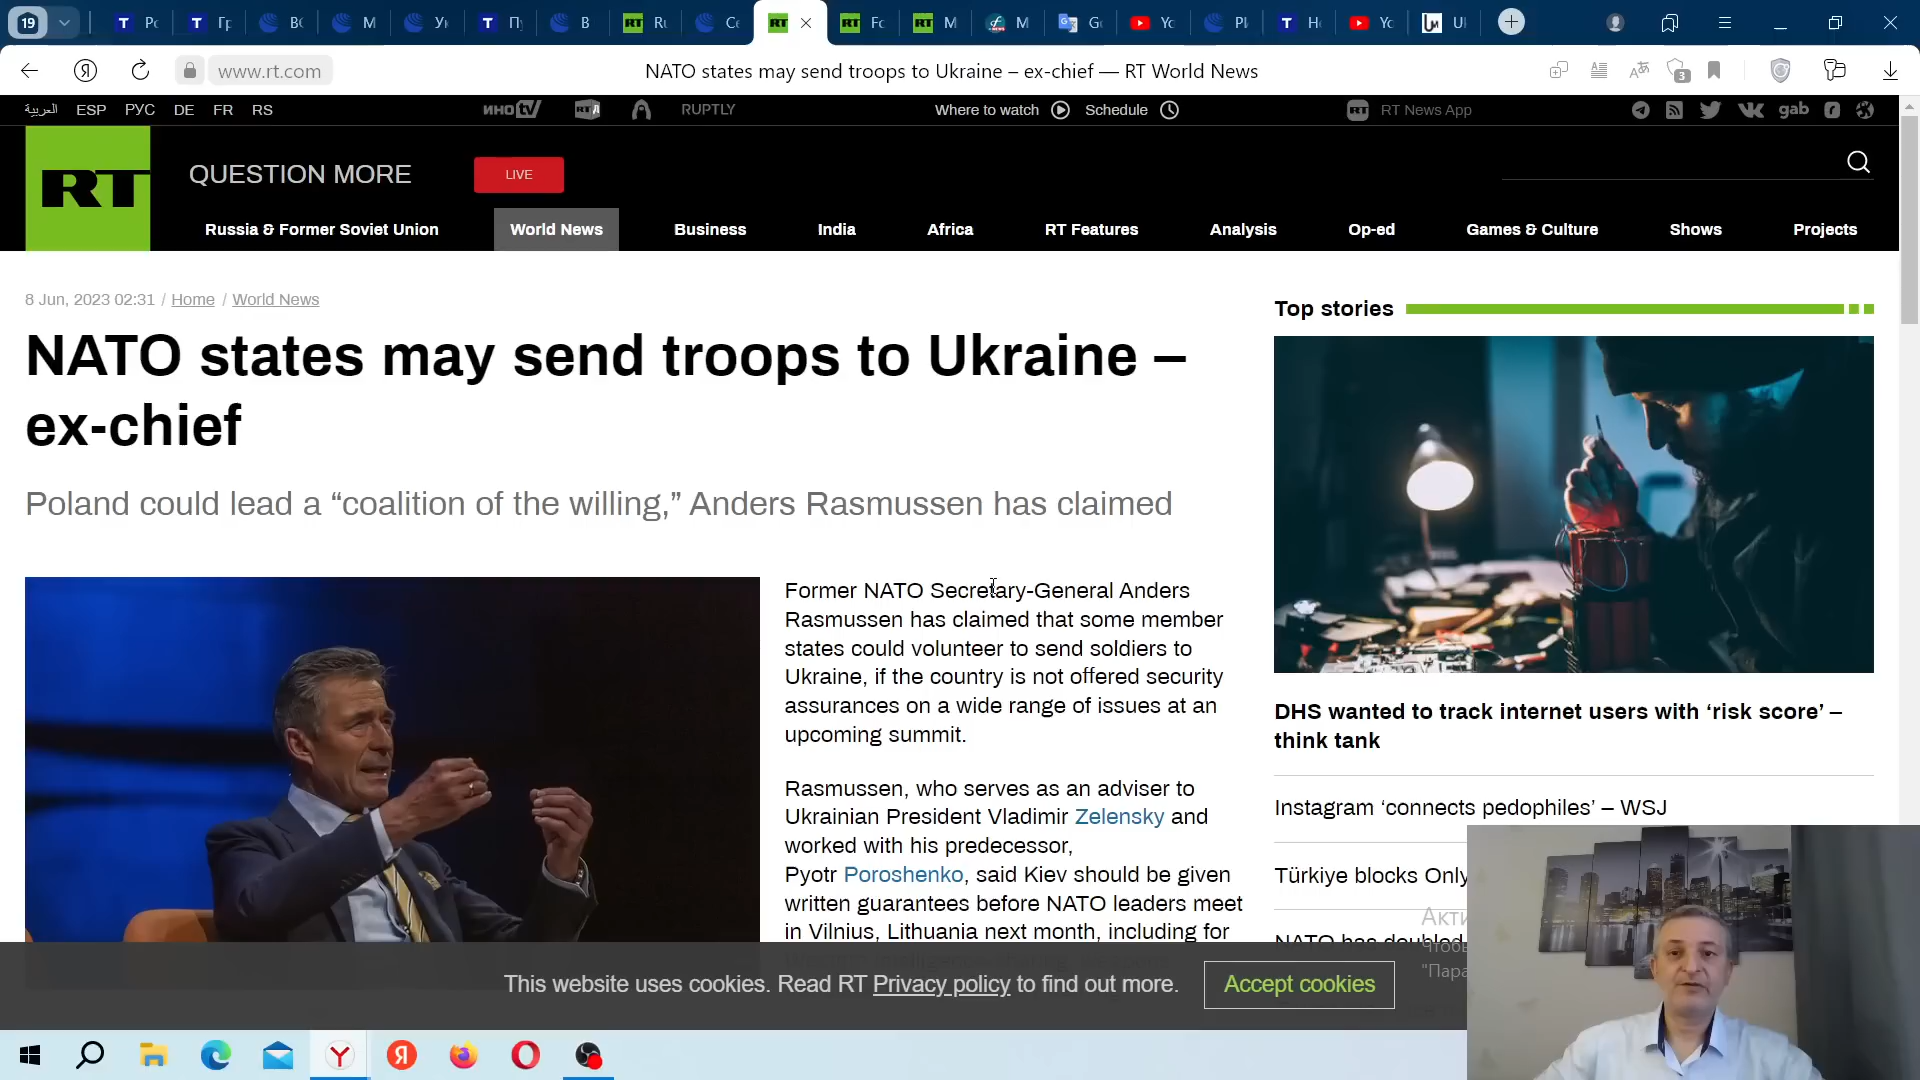 19
www.rt.com
NATO states may send troops to Ukraine – ex-chief — RT World News
3
العربية ESP РУС DE FR RS
ИНО TV
RUPTLY
Where to watch Schedule
RT RT News App
gab
RT
QUESTION MORE
LIVE
Russia & Former Soviet Union World News Business India Africa RT Features Analysis Op-ed Games & Culture Shows Projects
8 Jun, 2023 02:31 / Home / World News
NATO states may send troops to Ukraine –
ex-chief
Poland could lead a “coalition of the willing,” Anders Rasmussen has claimed
Former NATO Secretary-General Anders
Rasmussen has claimed that some member
states could volunteer to send soldiers to
Ukraine, if the country is not offered security
assurances on a wide range of issues at an
upcoming summit.
Rasmussen, who serves as an adviser to
Ukrainian President Vladimir Zelensky and
worked with his predecessor,
Pyotr Poroshenko, said Kiev should be given
written guarantees before NATO leaders meet
in Vilnius, Lithuania next month, including for
Top stories
DHS wanted to track internet users with ‘risk score’ –
think tank
Instagram ‘connects pedophiles’ – WSJ
Türkiye blocks Only
NATO has doubled
Акти
Чтобы
"Пара
This website uses cookies. Read RT Privacy policy to find out more.
Accept cookies